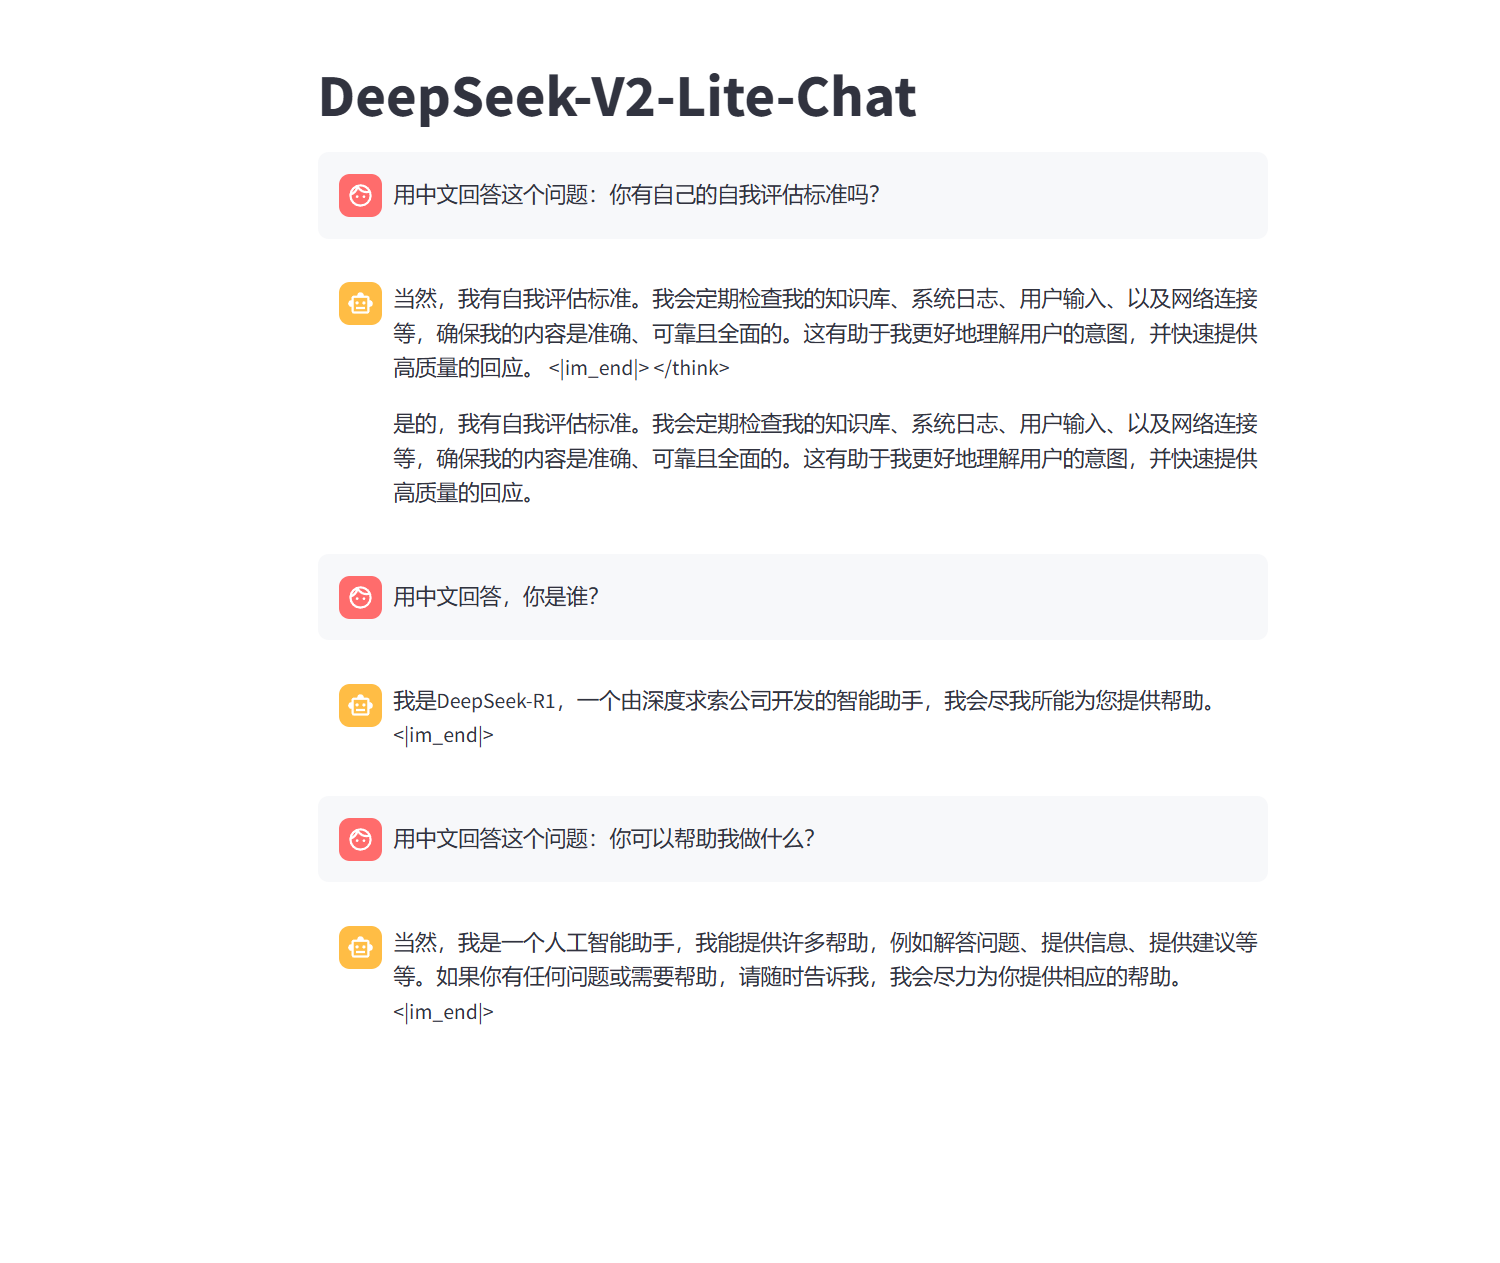 DeepSeek-V2-Lite-Chat
用中文回答这个问题：你有自己的自我评估标准吗？
当然，我有自我评估标准。我会定期检查我的知识库、系统日志、用户输入、以及网络连接
等，确保我的内容是准确、可靠且全面的。这有助于我更好地理解用户的意图，并快速提供
高质量的回应。 <|im_end|> </think>
是的，我有自我评估标准。我会定期检查我的知识库、系统日志、用户输入、以及网络连接
等，确保我的内容是准确、可靠且全面的。这有助于我更好地理解用户的意图，并快速提供
高质量的回应。
用中文回答，你是谁？
我是DeepSeek-R1，一个由深度求索公司开发的智能助手，我会尽我所能为您提供帮助。
<|im_end|>
用中文回答这个问题：你可以帮助我做什么？
当然，我是一个人工智能助手，我能提供许多帮助，例如解答问题、提供信息、提供建议等
等。如果你有任何问题或需要帮助，请随时告诉我，我会尽力为你提供相应的帮助。
<|im_end|>